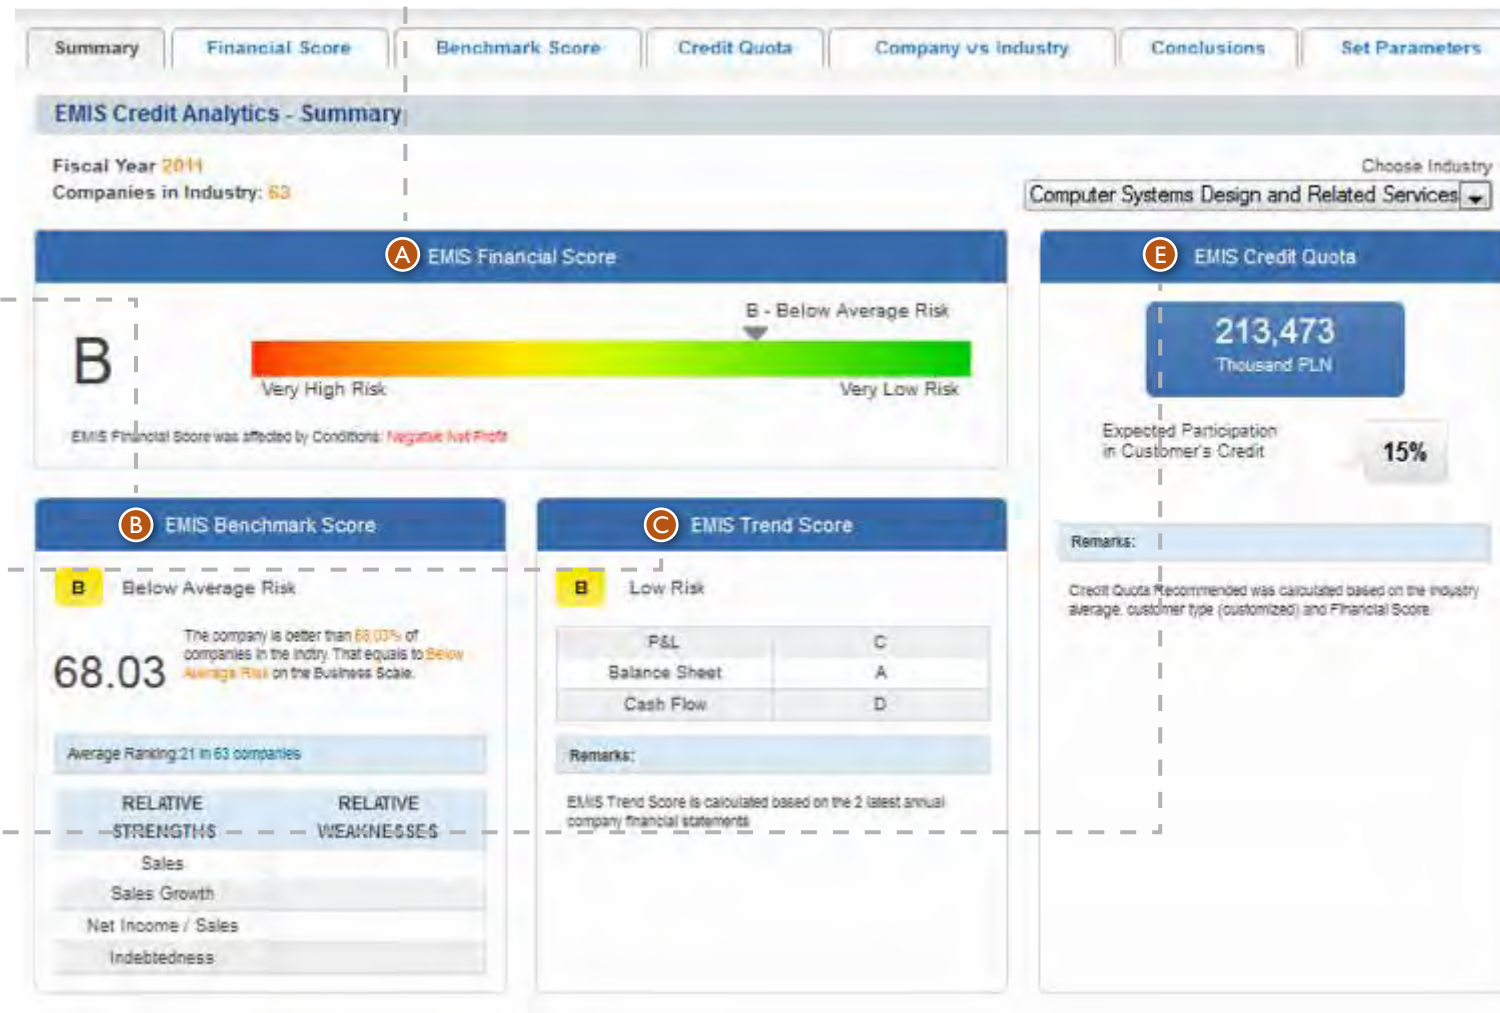 Summary Financial Score Benchmark Score Credit Quota Company vs Industry Conclusions Set Parameters
EMIS Credit Analytics - Summary
Fiscal Year 2011
Companies in Industry: 63
Choose Industry
Computer Systems Design and Related Services
A EMIS Financial Score
B - Below Average Risk
B
Very High Risk Very Low Risk
EMIS Financial Score was affected by Conditions: Negative Net Profit
E EMIS Credit Quota
213,473
Thousand PLN
Expected Participation
in Customer's Credit
15%
Remarks:
Credit Quota Recommended was calculated based on the industry
average, customer type (customized) and Financial Score
B EMIS Benchmark Score
B Below Average Risk
68.03
The company is better than 68.03% of
companies in the indtry. That equals to Below
Average Risk on the Business Scale.
Average Ranking:21 in 63 companies
RELATIVE STRENGTHS RELATIVE WEAKNESSES
Sales
Sales Growth
Net Income / Sales
Indebtedness
C EMIS Trend Score
B Low Risk
P&L C
Balance Sheet A
Cash Flow D
Remarks:
EMIS Trend Score is calculated based on the 2 latest annual
company financial statements